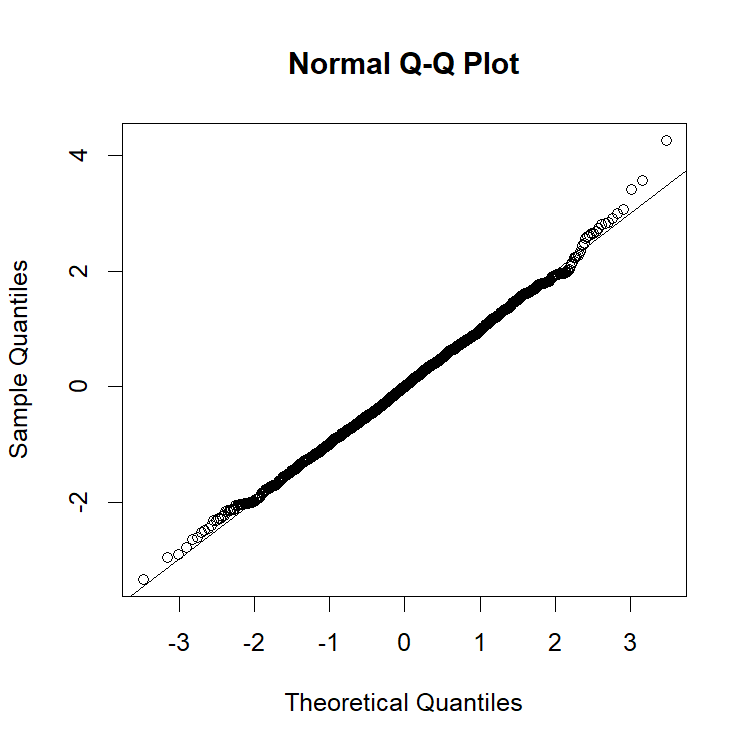 Normal Q-Q Plot
4
2
0
-2
Sample Quantiles
-3 -2 -1 0 1 2 3
Theoretical Quantiles